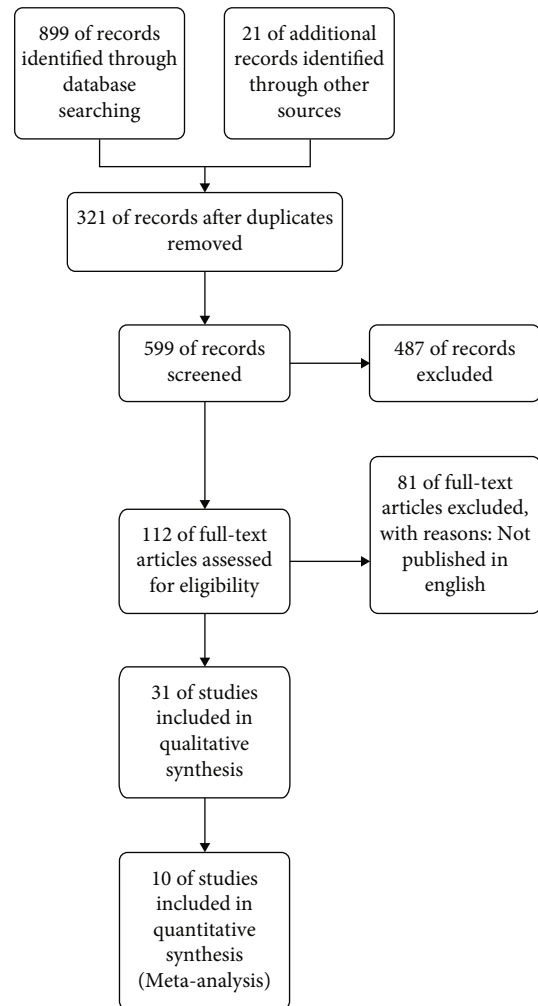 899 of records
identified through
database
searching
21 of additional
records identified
through other
sources
321 of records after duplicates
removed
599 of records
screened
487 of records
excluded
112 of full-text
articles assessed
for eligibility
81 of full-text
articles excluded,
with reasons: Not
published in
english
31 of studies
included in
qualitative
synthesis
10 of studies
included in
quantitative
synthesis
(Meta-analysis)